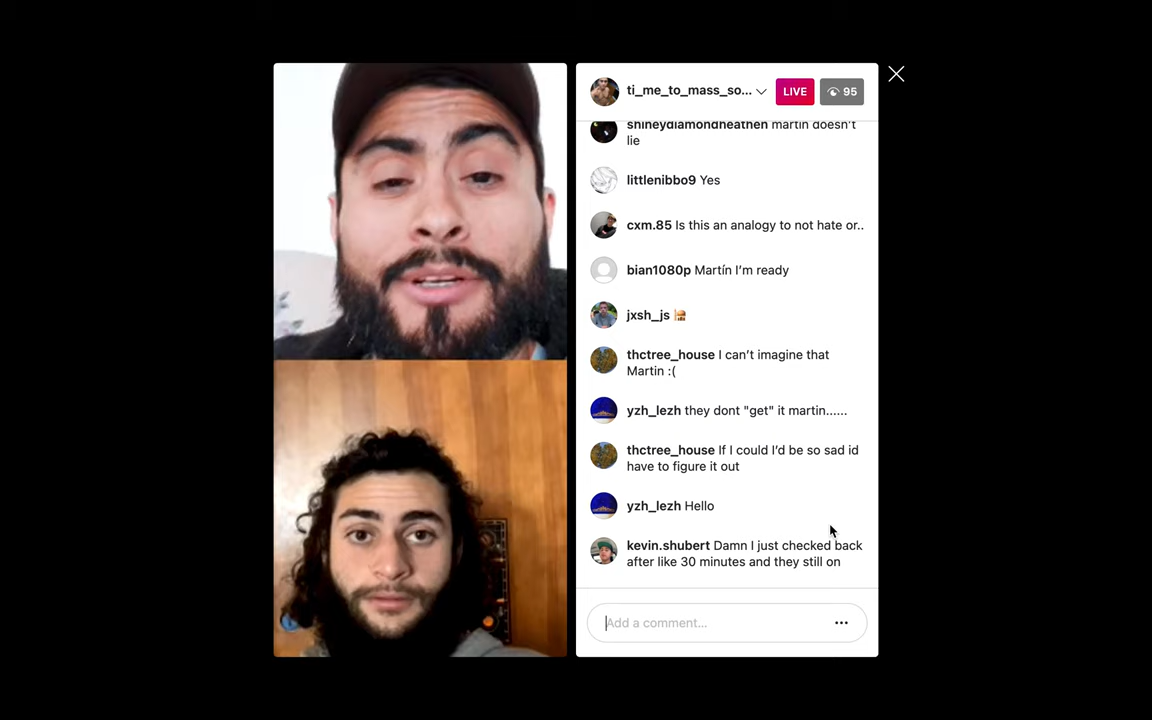 ti_me_to_mass_so...
LIVE
95
shineydiamondheathen martin doesn't
lie
littlenibbo9 Yes
cxm.85 Is this an analogy to not hate or..
bian1080p Martín I’m ready
jxsh_js
thctree_house I can’t imagine that
Martin :(
yzh_lezh they dont "get" it martin......
thctree_house If I could I’d be so sad id
have to figure it out
yzh_lezh Hello
kevin.shubert Damn I just checked back
after like 30 minutes and they still on
Add a comment...